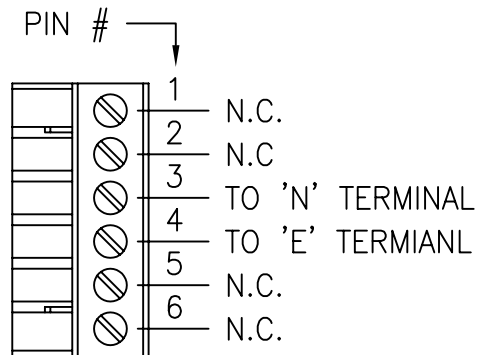 PIN #
1 N.C.
2 N.C
3 TO 'N' TERMINAL
4 TO 'E' TERMIANL
5 N.C.
6 N.C.